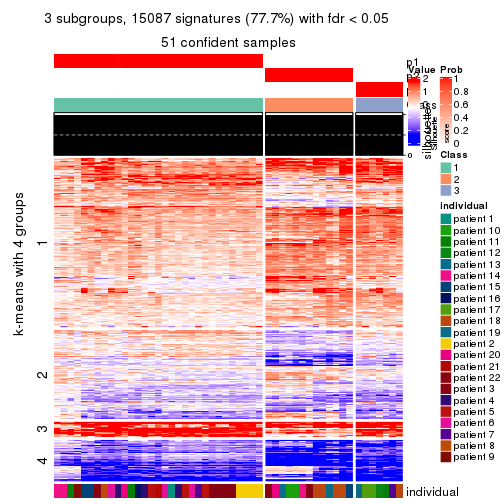 3 subgroups, 15087 signatures (77.7%) with fdr < 0.05
51 confident samples
p1
Value
Prob
2
1
0
1
0.8
0.6
0.4
0.2
0
silhouette
score
Class
1
2
3
individual
patient 1
patient 10
patient 11
patient 12
patient 13
patient 14
patient 15
patient 16
patient 17
patient 18
patient 19
patient 2
patient 20
patient 21
patient 22
patient 3
patient 4
patient 5
patient 6
patient 7
patient 8
patient 9
k-means with 4 groups
1
2
3
4
individual